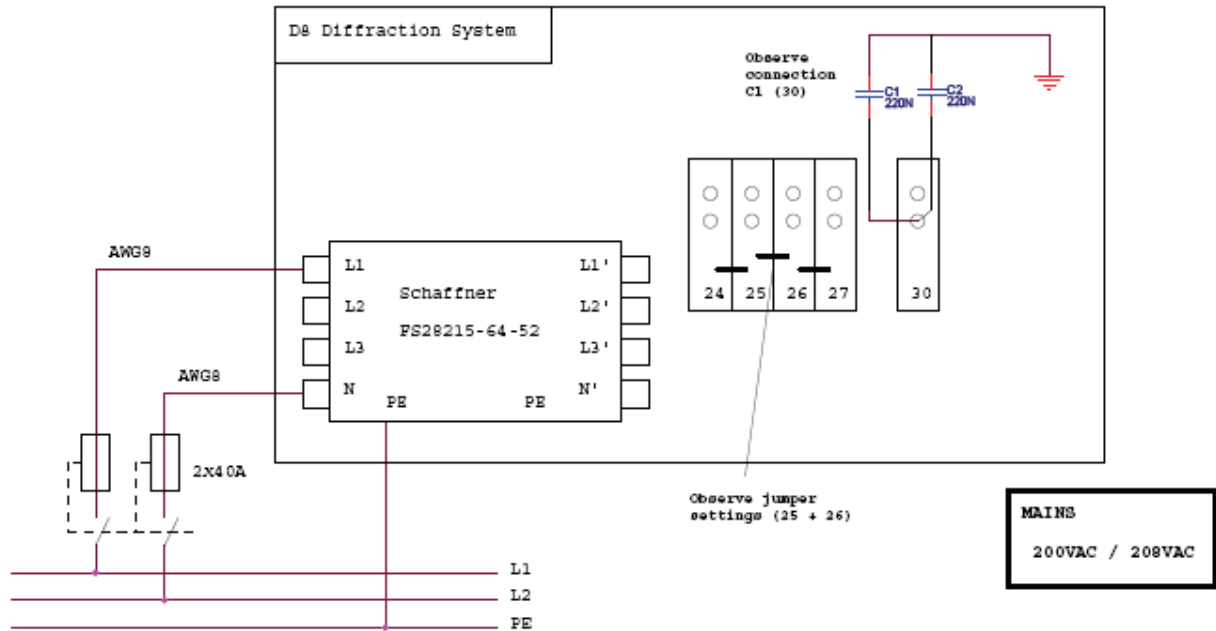 D8 Diffraction System
Observe
connection
C1 (30)
C1
220N
C2
220N
AWG9
L1
L2
L3
N
PE
Schaffner
FS28215-64-52
L1'
L2'
L3'
N'
PE
24 25 26 27
30
AWG8
2x40A
Observe jumper
settings (25 + 26)
MAINS
200VAC / 208VAC
L1
L2
PE